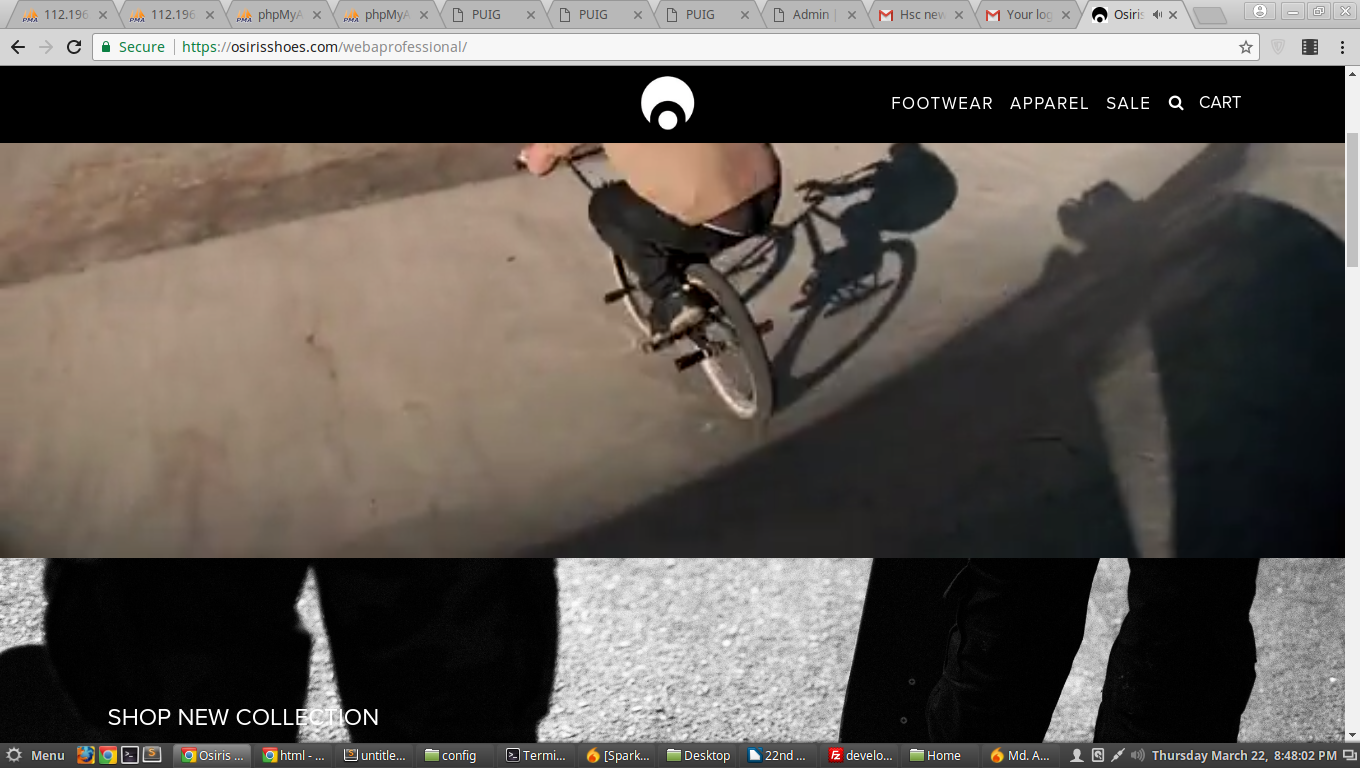 112.196
112.196
phpMyA
phpMyA
PUIG
PUIG
PUIG
Admin |
Hsc new
Your log
Osiris
Secure
https://osirisshoes.com/webaprofessional/
FOOTWEAR APPAREL SALE CART
SHOP NEW COLLECTION
Menu
Osiris ...
html - ...
untitle...
config
Termi...
[Spark...
Desktop
22nd ...
develo...
Home
Md. A...
Thursday March 22, 8:48:02 PM